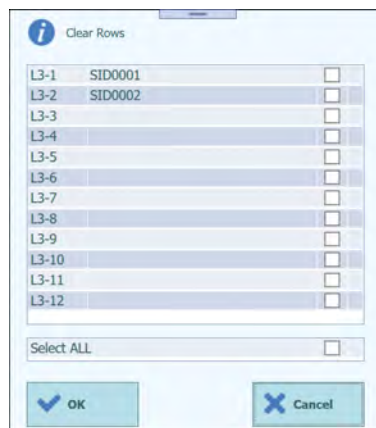 Clear Rows
L3-1 SID0001
L3-2 SID0002
L3-3
L3-4
L3-5
L3-6
L3-7
L3-8
L3-9
L3-10
L3-11
L3-12
Select ALL
OK Cancel